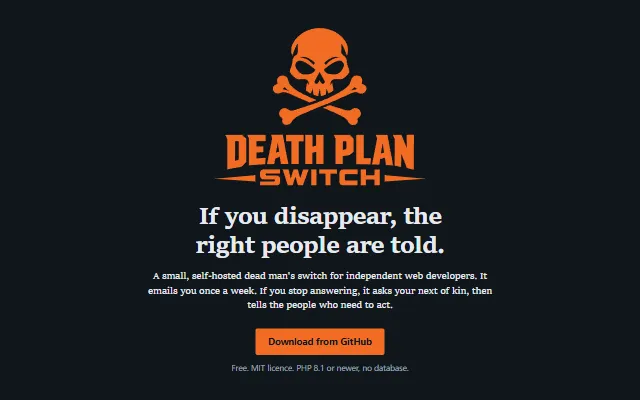 DEATH PLAN
SWITCH
If you disappear, the
right people are told.
A small, self-hosted dead man's switch for independent web developers. It
emails you once a week. If you stop answering, it asks your next of kin, then
tells the people who need to act.
Download from GitHub
Free. MIT licence. PHP 8.1 or newer, no database.